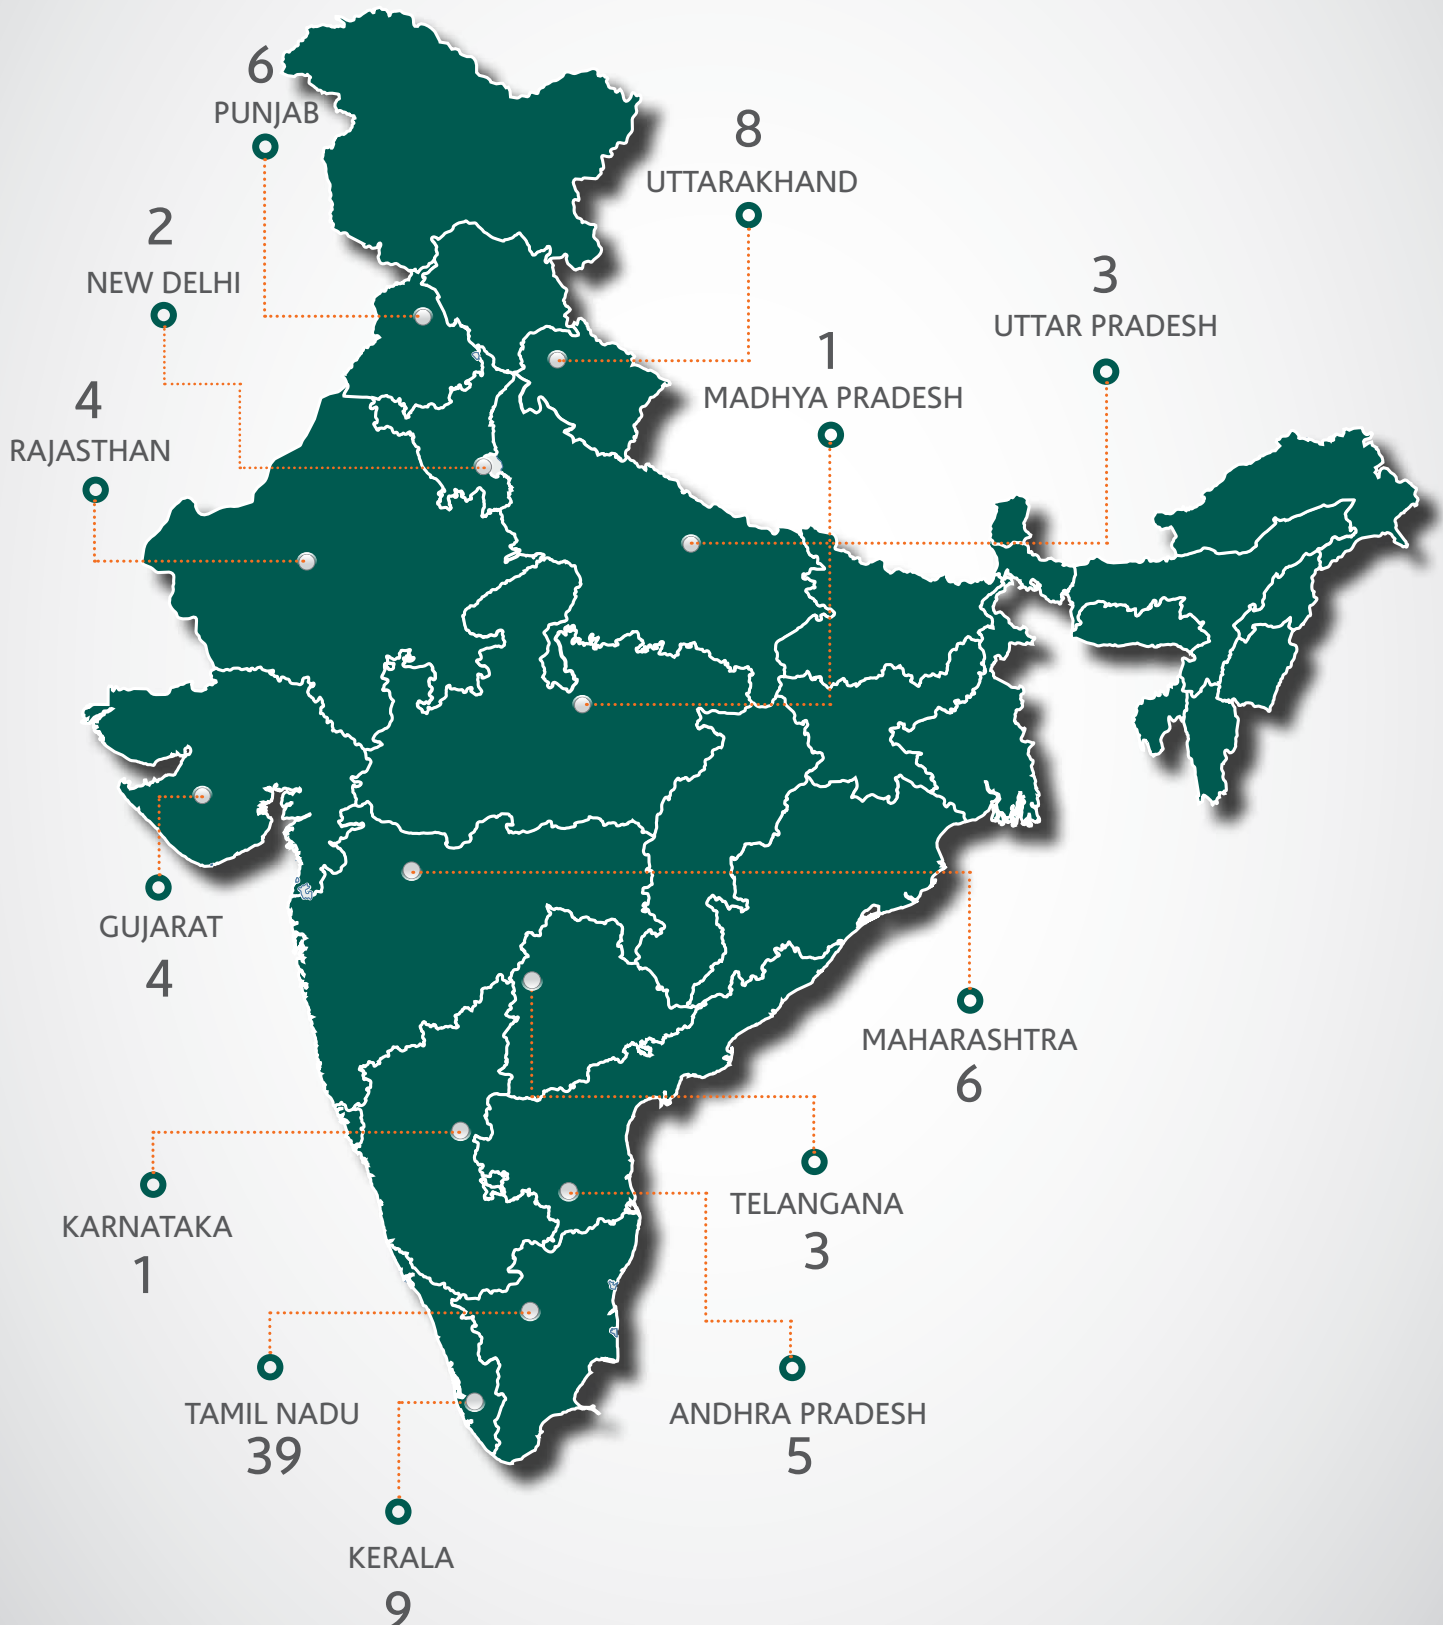 6
PUNJAB
8
UTTARAKHAND
2
NEW DELHI
3
UTTAR PRADESH
1
MADHYA PRADESH
4
RAJASTHAN
GUJARAT
4
MAHARASHTRA
6
TELANGANA
3
KARNATAKA
1
TAMIL NADU
39
ANDHRA PRADESH
5
KERALA
9